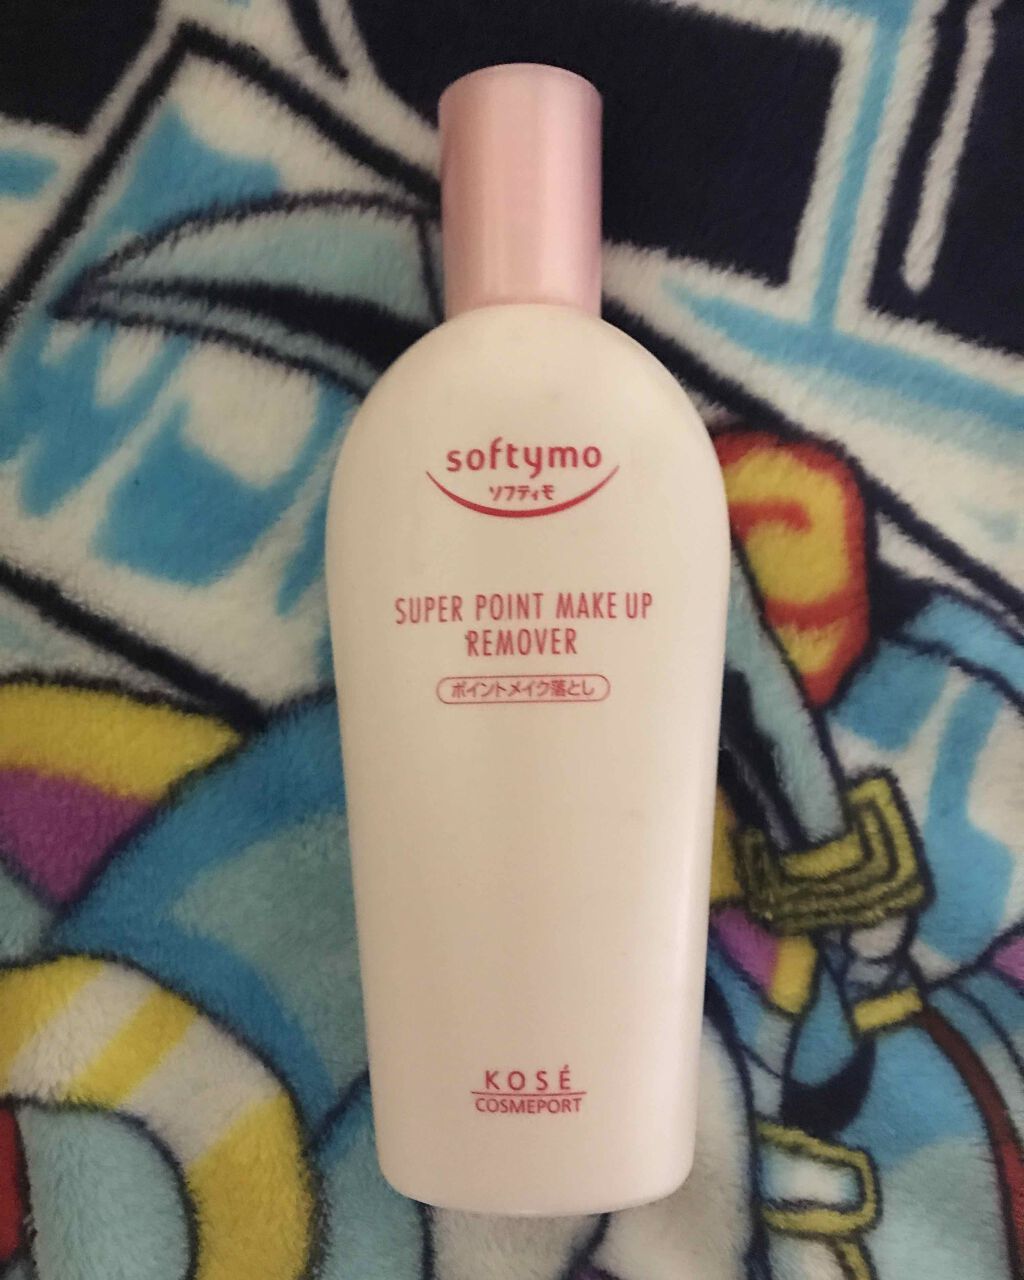 softymo
ソフティモ
SUPER POINT MAKE UP
REMOVER
ポイントメイク落とし
KOSÉ
COSMEPORT